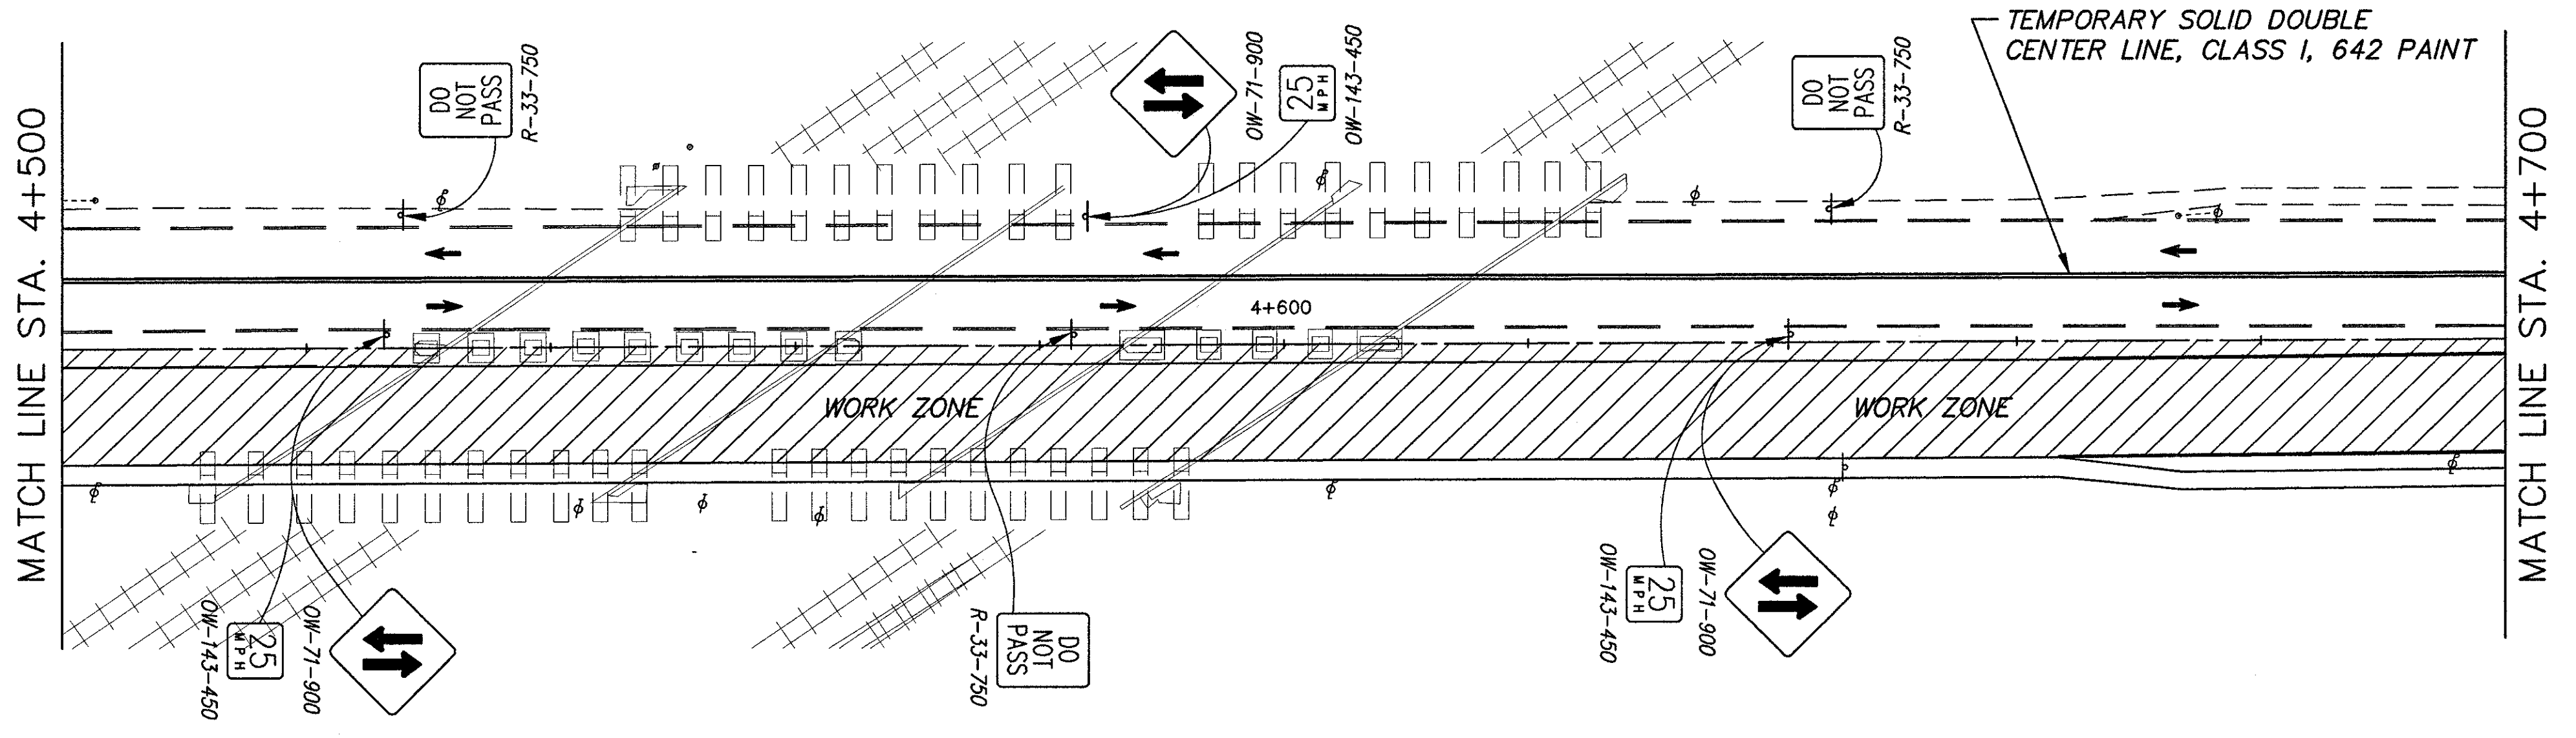 MATCH LINE STA. 4+500
DO
NOT
PASS
R-33-750
OW-71-900
25
MPH
OW-143-450
DO
NOT
PASS
R-33-750
TEMPORARY SOLID DOUBLE
CENTER LINE, CLASS I, 642 PAINT
MATCH LINE STA. 4+700
4+600
WORK ZONE
WORK ZONE
OW-143-450
25
MPH
OW-71-900
R-33-750
DO
NOT
PASS
OW-143-450
25
MPH
OW-71-900